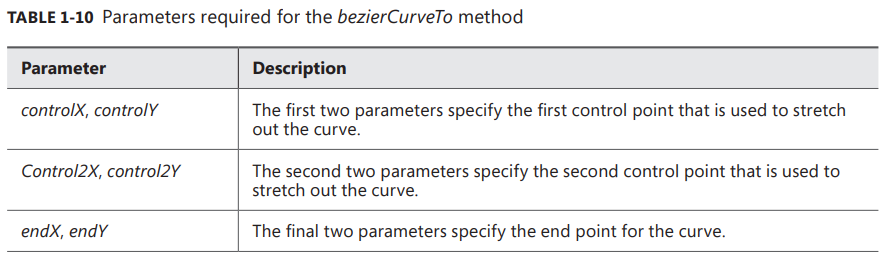 TABLE 1-10 Parameters required for the bezierCurveTo method
Parameter Description
controlX, controlY The first two parameters specify the first control point that is used to stretch
out the curve.
Control2X, control2Y The second two parameters specify the second control point that is used to
stretch out the curve.
endX, endY The final two parameters specify the end point for the curve.